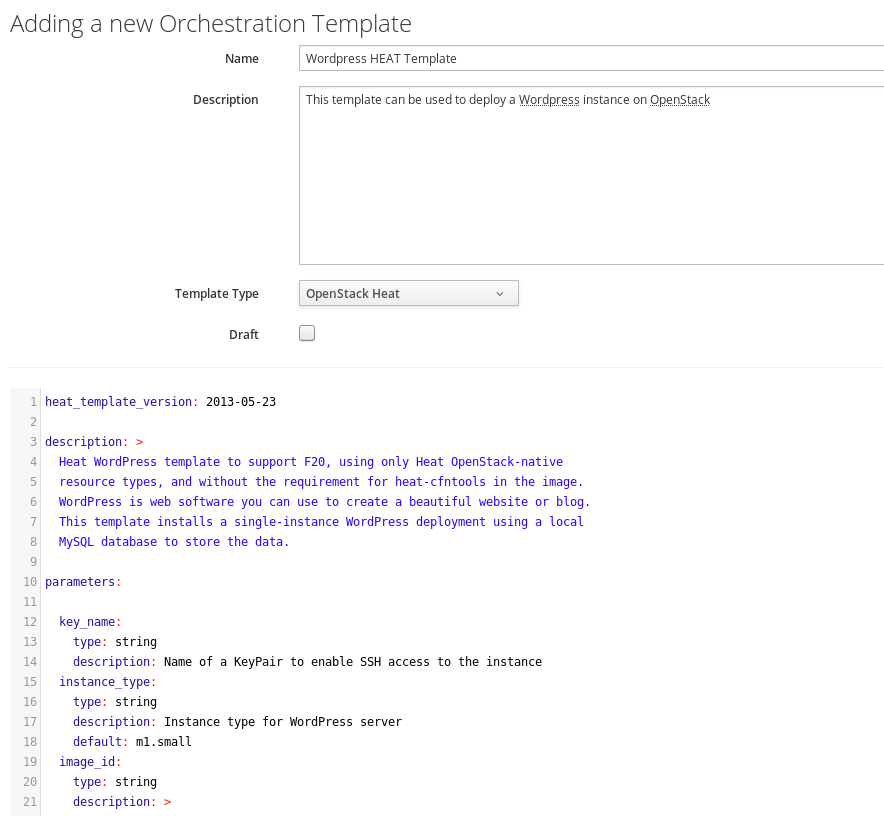 Adding a new Orchestration Template
Name
Wordpress HEAT Template
Description
This template can be used to deploy a Wordpress instance on OpenStack
Template Type
OpenStack Heat
Draft
1 heat_template_version: 2013-05-23
2
3 description: >
4   Heat WordPress template to support F20, using only Heat OpenStack-native
5   resource types, and without the requirement for heat-cfntools in the image.
6   WordPress is web software you can use to create a beautiful website or blog.
7   This template installs a single-instance WordPress deployment using a local
8   MySQL database to store the data.
9
10 parameters:
11
12   key_name:
13     type: string
14     description: Name of a KeyPair to enable SSH access to the instance
15   instance_type:
16     type: string
17     description: Instance type for WordPress server
18     default: m1.small
19   image_id:
20     type: string
21     description: >